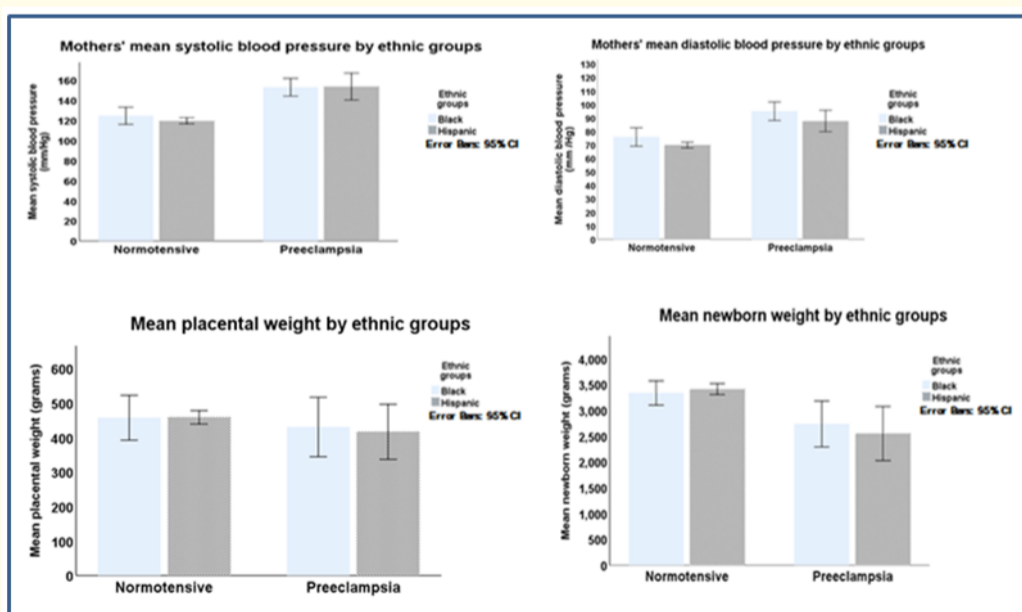 Mothers' mean systolic blood pressure by ethnic groups
Mean systolic blood pressure
(mm/Hg)
160
140
120
100
80
60
40
20
0
Normotensive
Preeclampsia
Ethnic
groups
Black
Hispanic
Error Bars: 95% CI
Mothers' mean diastolic blood pressure by ethnic groups
Mean diastolic blood pressure
(mm /Hg)
130
120
110
100
90
80
70
60
50
40
30
20
10
0
Normotensive
Preeclampsia
Ethnic
groups
Black
Hispanic
Error Bars: 95% CI
Mean placental weight by ethnic groups
Mean placental weight (grams)
600
500
400
300
200
100
0
Normotensive
Preeclampsia
Ethnic
groups
Black
Hispanic
Error Bars: 95% CI
Mean newborn weight by ethnic groups
Mean newborn weight (grams)
4,000
3,500
3,000
2,500
2,000
1,500
1,000
500
0
Normotensive
Preeclampsia
Ethnic
groups
Black
Hispanic
Error Bars: 95% CI